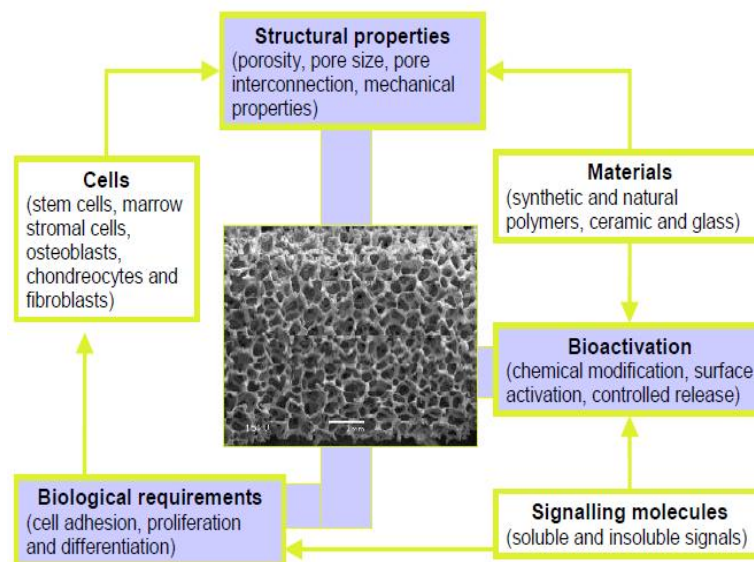 Structural properties
(porosity, pore size, pore
interconnection, mechanical
properties)
Cells
(stem cells, marrow
stromal cells,
osteoblasts,
chondreocytes and
fibroblasts)
Materials
(synthetic and natural
polymers, ceramic and glass)
Bioactivation
(chemical modification, surface
activation, controlled release)
1mm
Biological requirements
(cell adhesion, proliferation
and differentiation)
Signalling molecules
(soluble and insoluble signals)